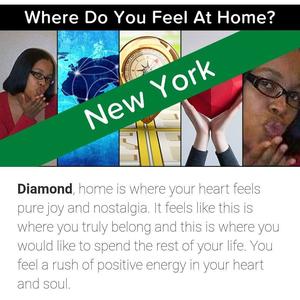 Where Do You Feel At Home?
New York
Diamond, home is where your heart feels
pure joy and nostalgia. It feels like this is
where you truly belong and this is where you
would like to spend the rest of your life. You
feel a rush of positive energy in your heart
and soul.